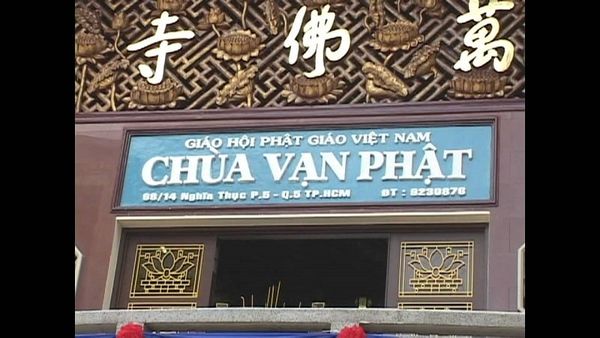 寺 佛 萬
GIÁO HỘI PHẬT GIÁO VIỆT NAM
CHÙA VẠN PHẬT
66/14 Nghĩa Thục P.5 - Q.5 TP.HCM ĐT : 9230876